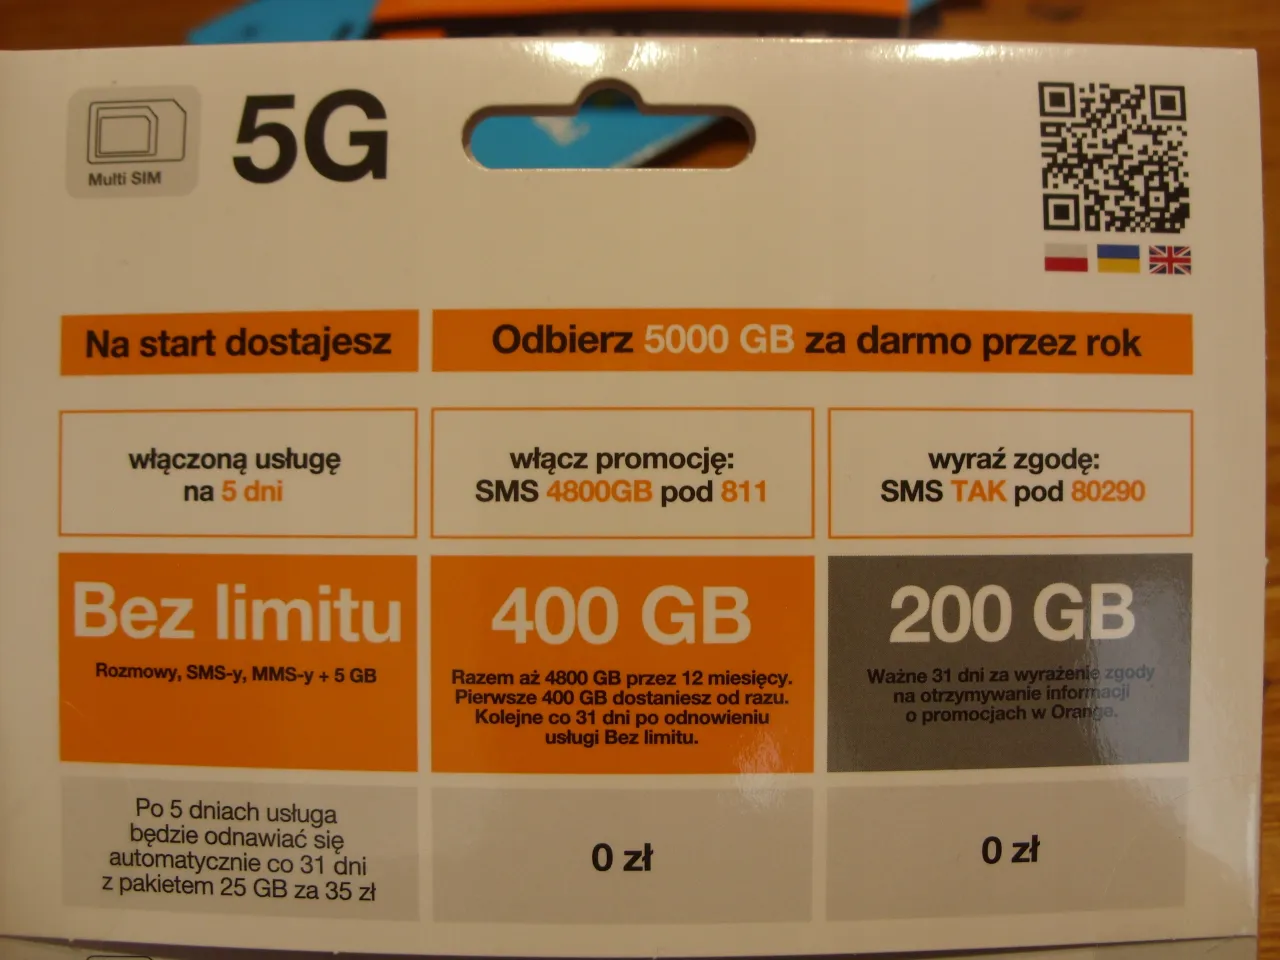 Multi SIM
5G
Na start dostajesz
Odbierz 5000 GB za darmo przez rok
włączoną usługę
na 5 dni
włącz promocję:
SMS 4800GB pod 811
wyraź zgodę:
SMS TAK pod 80290
Bez limitu
Rozmowy, SMS-y, MMS-y + 5 GB
400 GB
Razem aż 4800 GB przez 12 miesięcy.
Pierwsze 400 GB dostaniesz od razu.
Kolejne co 31 dni po odnowieniu
usługi Bez limitu.
200 GB
Ważne 31 dni za wyrażenie zgody
na otrzymywanie informacji
o promocjach w Orange.
Po 5 dniach usługa
będzie odnawiać się
automatycznie co 31 dni
z pakietem 25 GB za 35 zł
0 zł
0 zł